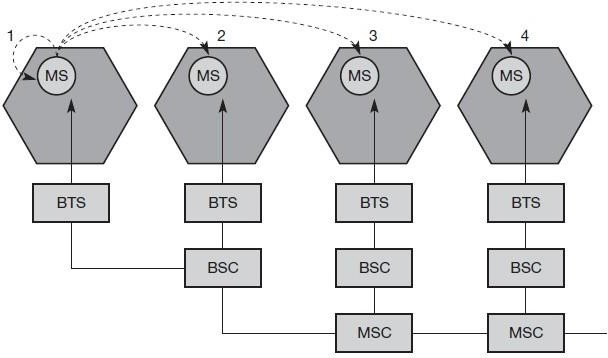 1 2 3 4
MS MS MS MS
BTS BTS BTS BTS
BSC BSC BSC
MSC MSC